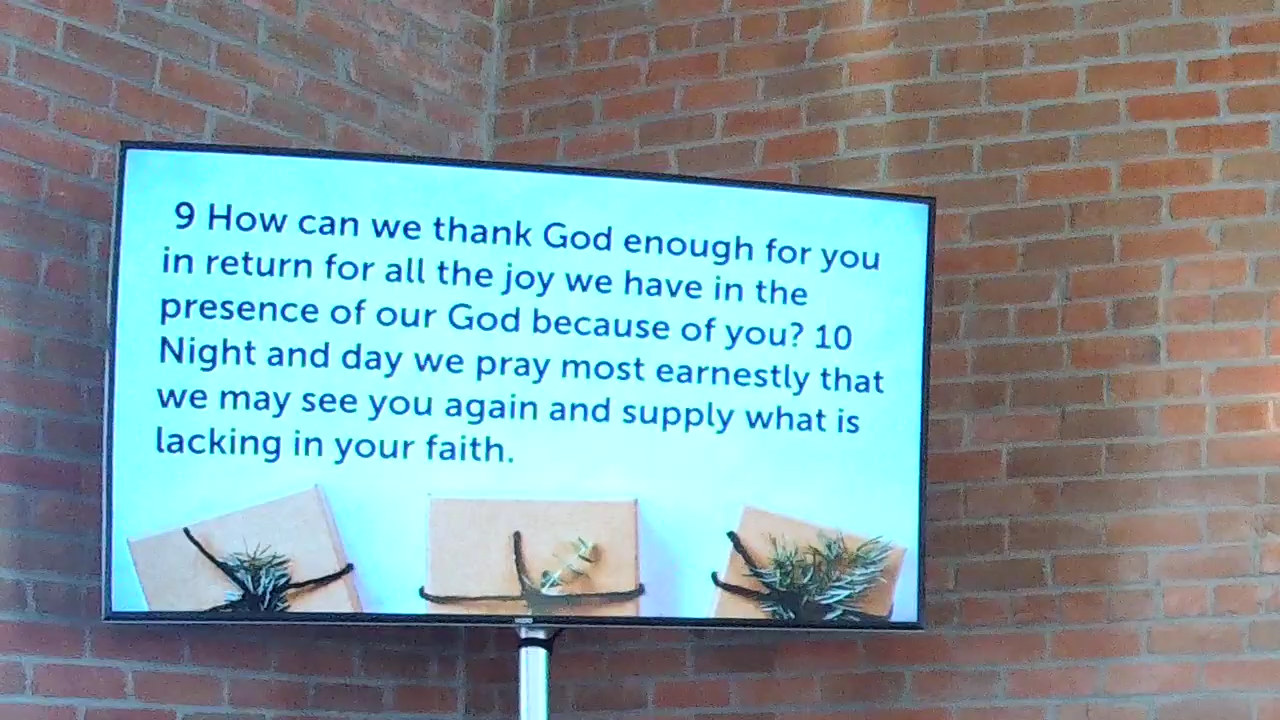 9 How can we thank God enough for you
in return for all the joy we have in the
presence of our God because of you? 10
Night and day we pray most earnestly that
we may see you again and supply what is
lacking in your faith.